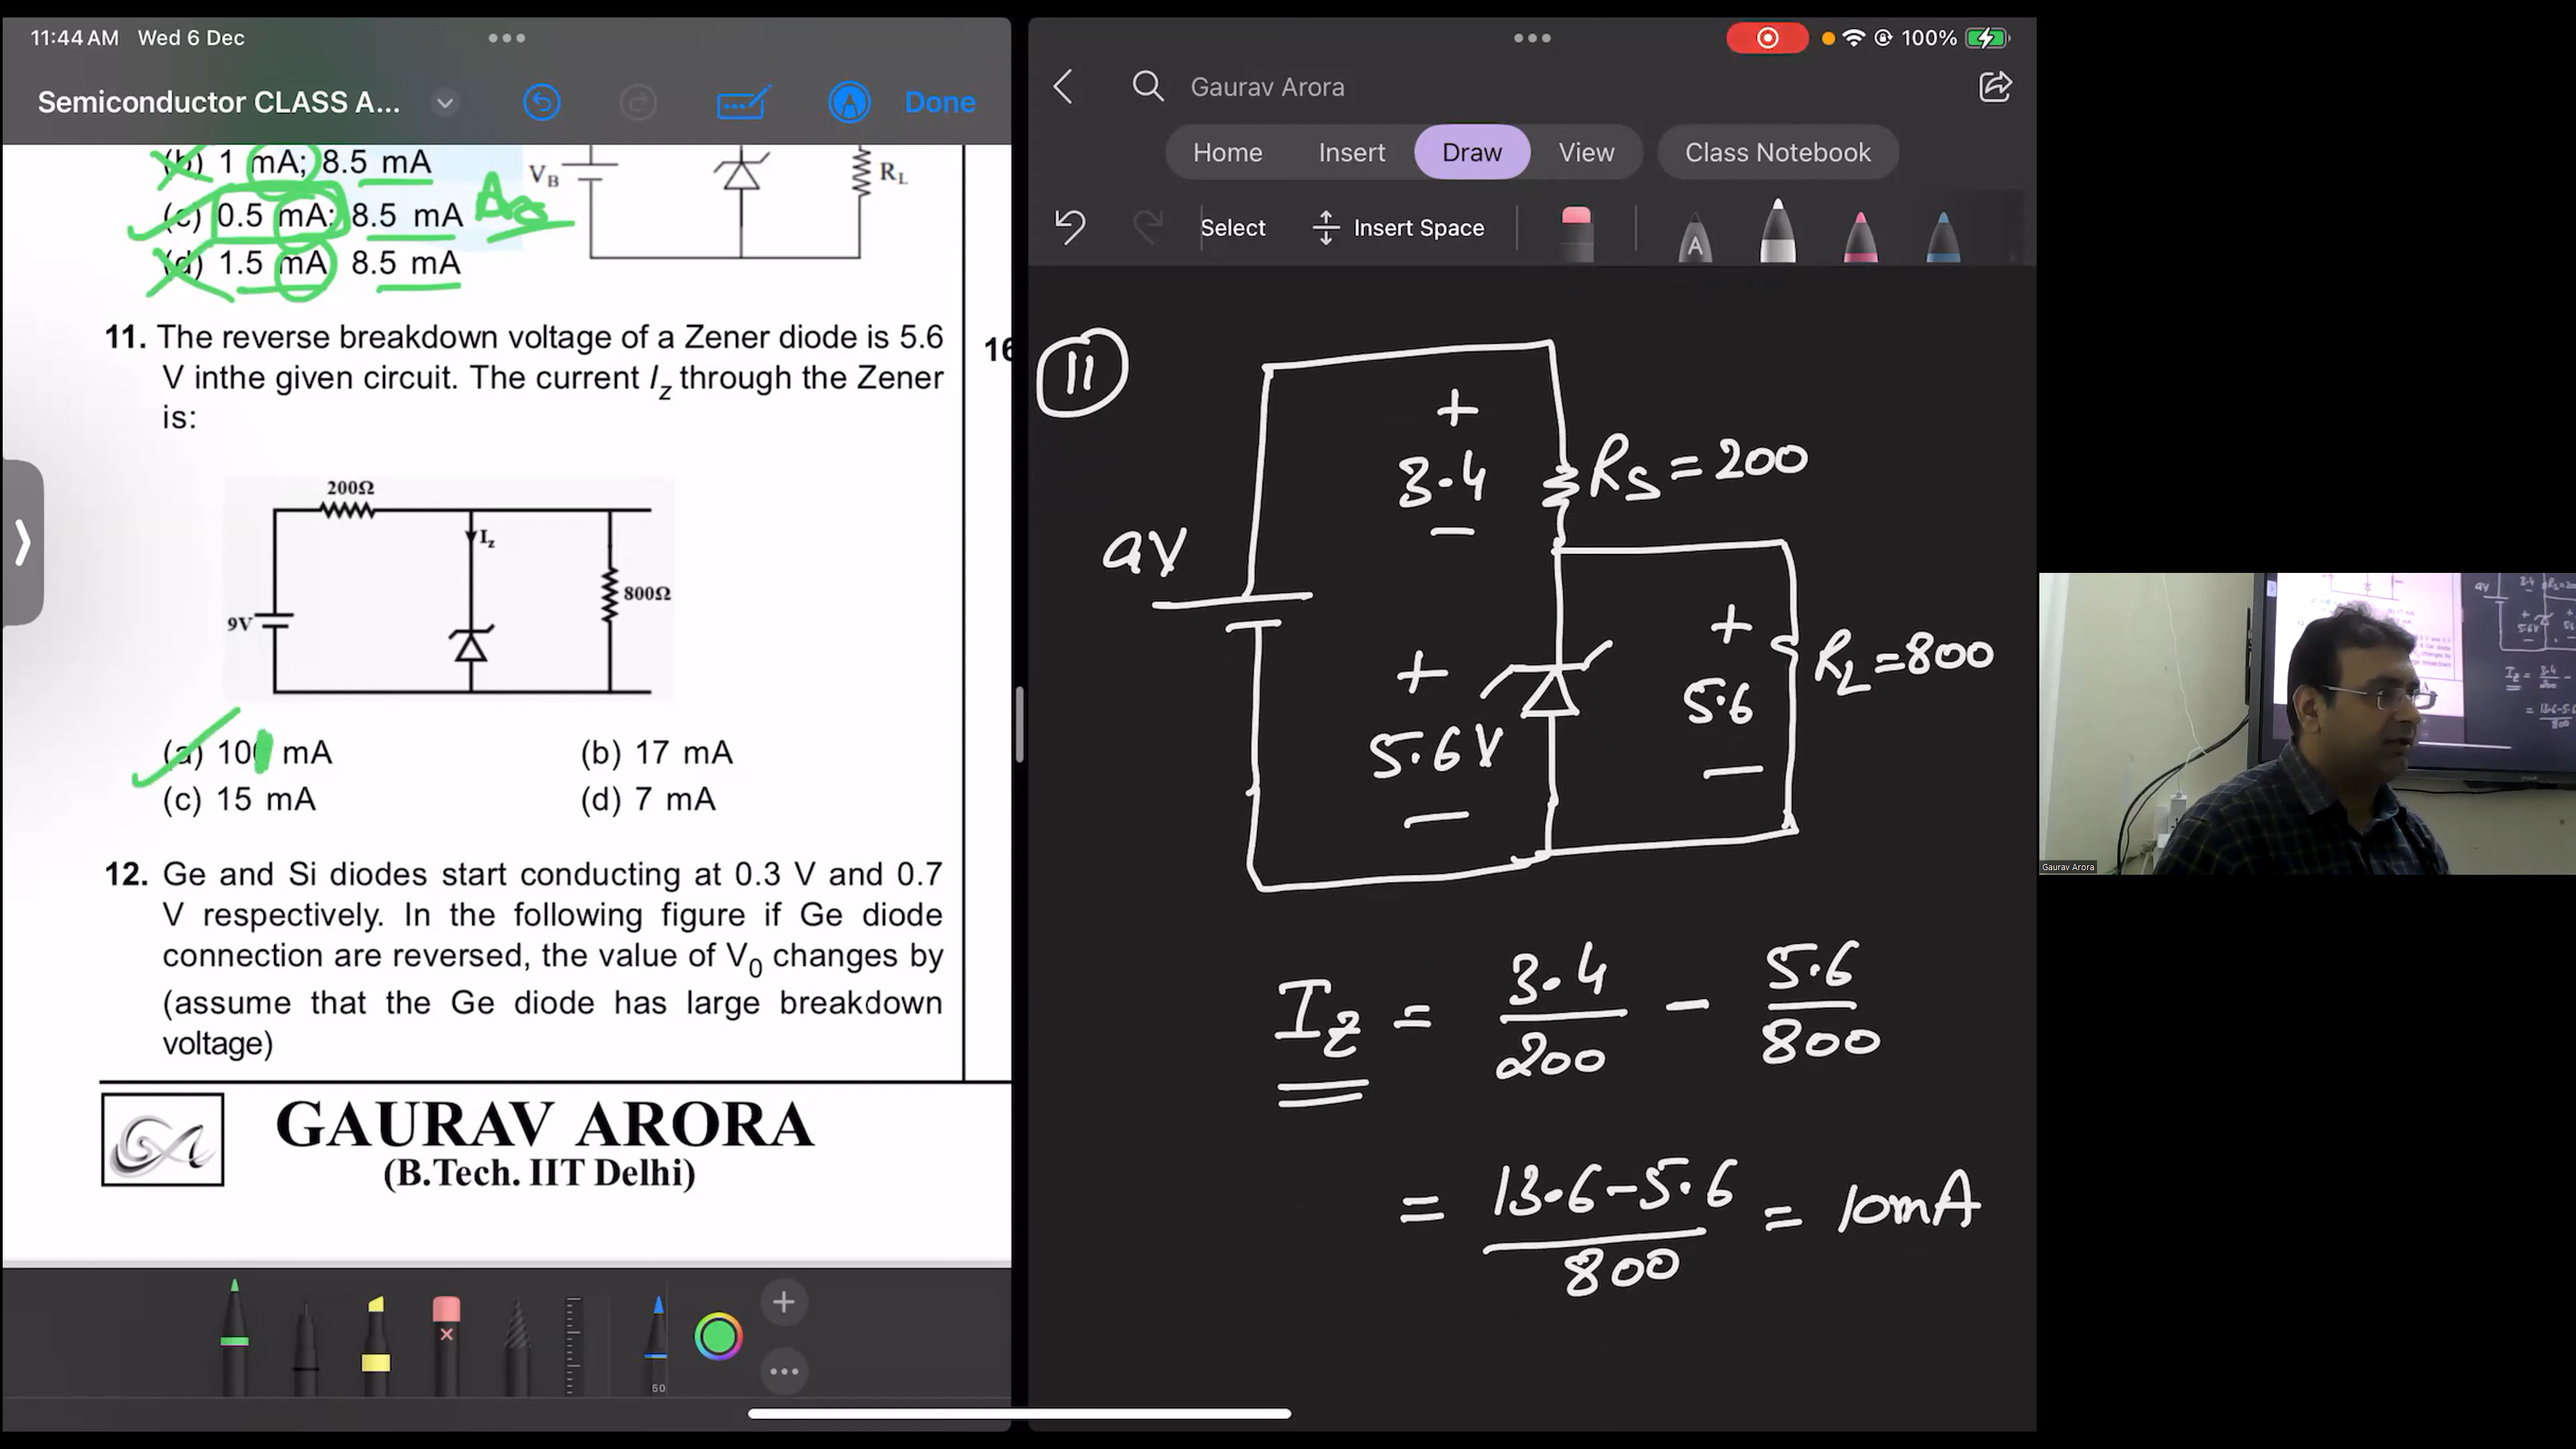 11:44 AM Wed 6 Dec
Semiconductor CLASS A...
Done
(b) 1 mA; 8.5 mA
(c) 0.5 mA; 8.5 mA Ans
(d) 1.5 mA 8.5 mA
VB
RL
11. The reverse breakdown voltage of a Zener diode is 5.6
V inthe given circuit. The current Iz through the Zener
is:
16
200Ω
Iz
9V
800Ω
(a) 10 mA
(b) 17 mA
(c) 15 mA
(d) 7 mA
12. Ge and Si diodes start conducting at 0.3 V and 0.7
V respectively. In the following figure if Ge diode
connection are reversed, the value of V0 changes by
(assume that the Ge diode has large breakdown
voltage)
GAURAV ARORA
(B.Tech. IIT Delhi)
50
100%
Gaurav Arora
Home Insert Draw View Class Notebook
Select Insert Space
A
11
+
3.4
−
RS = 200
9V
+
5.6 V
−
+
5.6
−
RL = 800
Iz = 3.4/200 − 5.6/800
= 13.6-5.6/800 = 10mA
Gaurav Arora